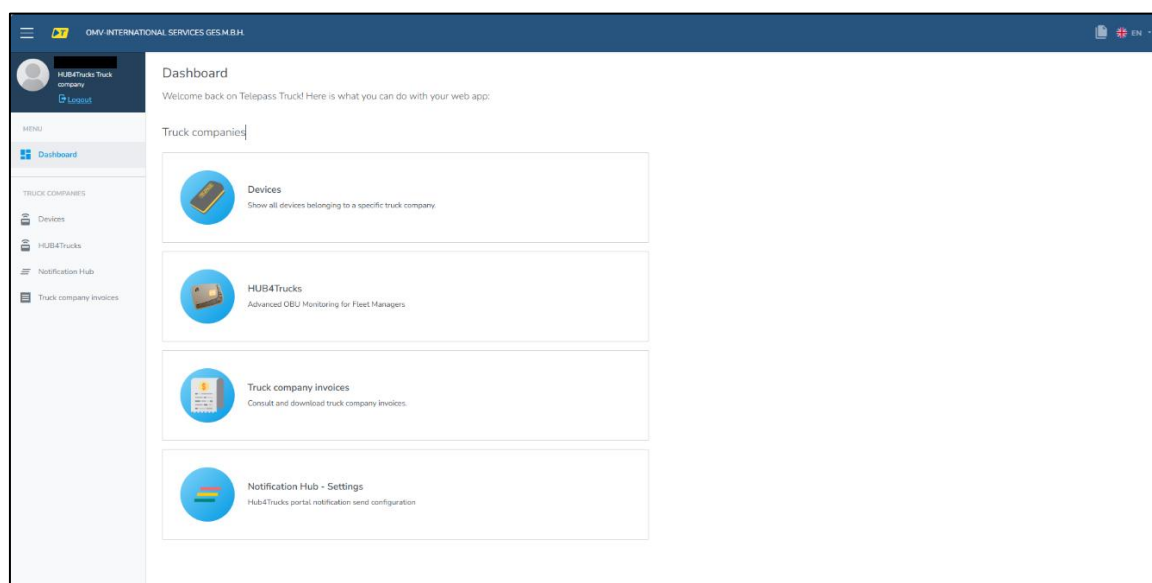 OMV-INTERNATIONAL SERVICES GES.M.B.H.
EN
HUB4Trucks Truck
company
Logout
MENU
Dashboard
TRUCK COMPANIES
Devices
HUB4Trucks
Notification Hub
Truck company invoices
Dashboard
Welcome back on Telepass Truck! Here is what you can do with your web app:
Truck companies
Devices
Show all devices belonging to a specific truck company.
HUB4Trucks
Advanced OBU Monitoring for Fleet Managers
Truck company invoices
Consult and download truck company invoices.
Notification Hub - Settings
Hub4Trucks portal notification send configuration